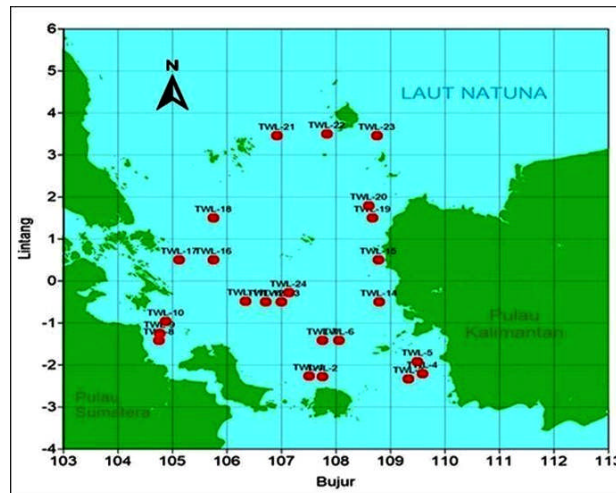 6
5
4
3
2
1
0
-1
-2
-3
-4
Lintang
N
LAUT NATUNA
TWL-21
TWL-22
TWL-23
TWL-20
TWL-19
TWL-18
TWL-17
TWL-16
TWL-15
TWL-24
TWL-14
TWL-10
TWL-8
TWL-6
TWL-5
TWL-4
TWL-2
Pulau
Kalimantan
Pulau
Sumatera
103 104 105 106 107 108 109 110 111 112 113
Bujur